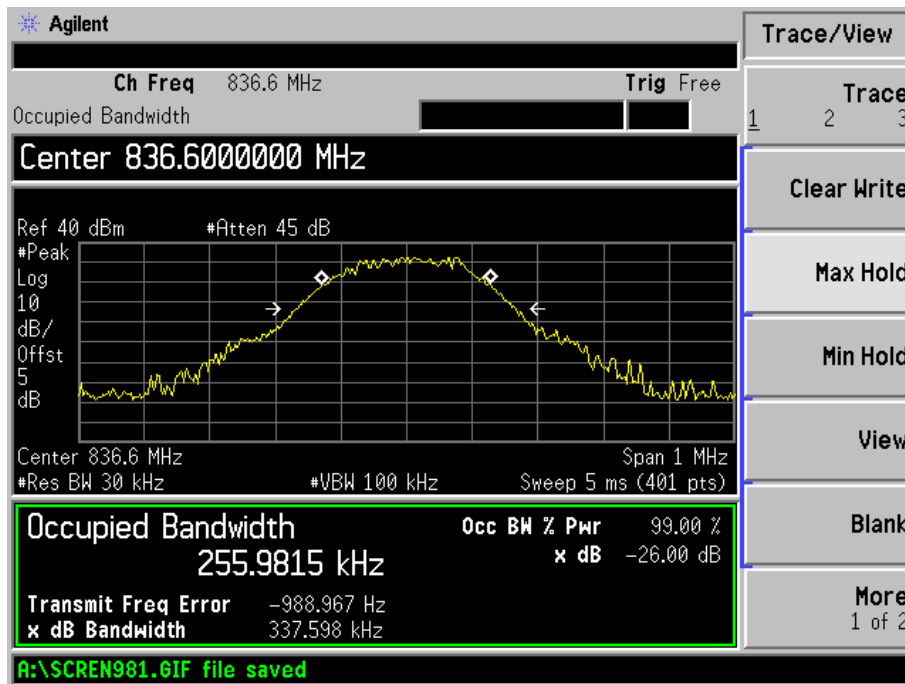 Agilent
Trace/View
Ch Freq 836.6 MHz Trig Free
Occupied Bandwidth
Trace
1 2 3
Center 836.6000000 MHz
Clear Write
Ref 40 dBm #Atten 45 dB
#Peak
Log
10
dB/
Offst
5
dB
Max Hold
Min Hold
View
Center 836.6 MHz Span 1 MHz
#Res BW 30 kHz #VBW 100 kHz Sweep 5 ms (401 pts)
Occupied Bandwidth Occ BW % Pwr 99.00 %
255.9815 kHz x dB -26.00 dB
Blank
Transmit Freq Error -988.967 Hz
x dB Bandwidth 337.598 kHz
More
1 of 2
A:\SCREN981.GIF file saved